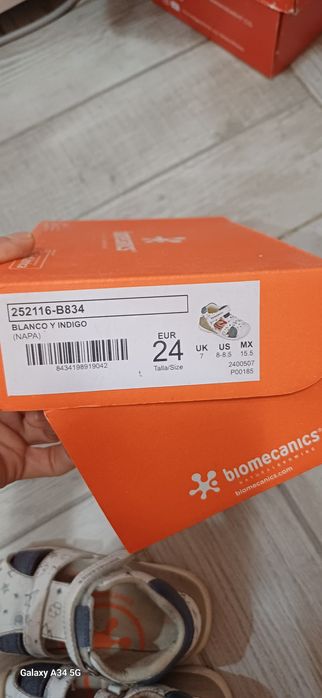 252116-B834
BLANCO Y INDIGO
(NAPA)
8434198919042
EUR
24
Talla/Size
UK US MX
7 8-8.5 15.5
2400507
P00185
biomecanics
biomecanics.com
Galaxy A34 5G